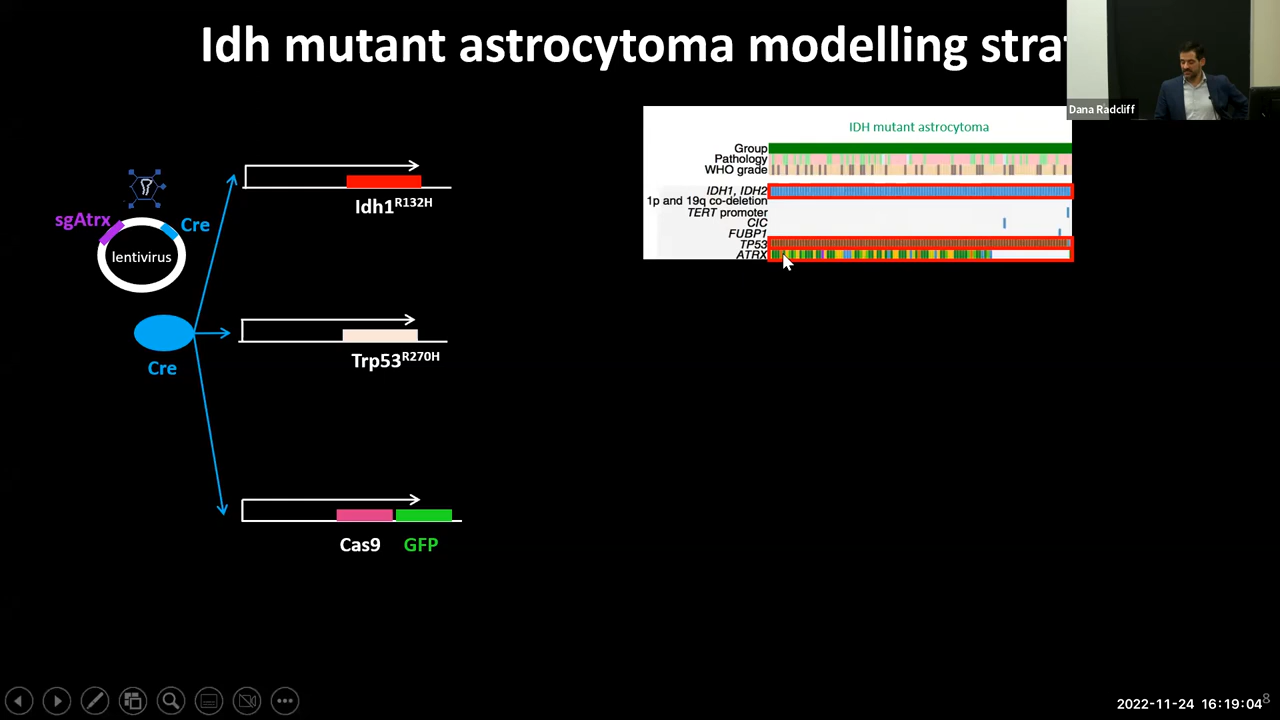 Idh mutant astrocytoma modelling strat
Dana Radcliff
IDH mutant astrocytoma
Group
Pathology
WHO grade
IDH1, IDH2
1p and 19q co-deletion
TERT promoter
CIC
FUBP1
TP53
ATRX
sgAtrx
Cre
lentivirus
Idh1R132H
Cre
Trp53R270H
Cas9 GFP
2022-11-24 16:19:04
8